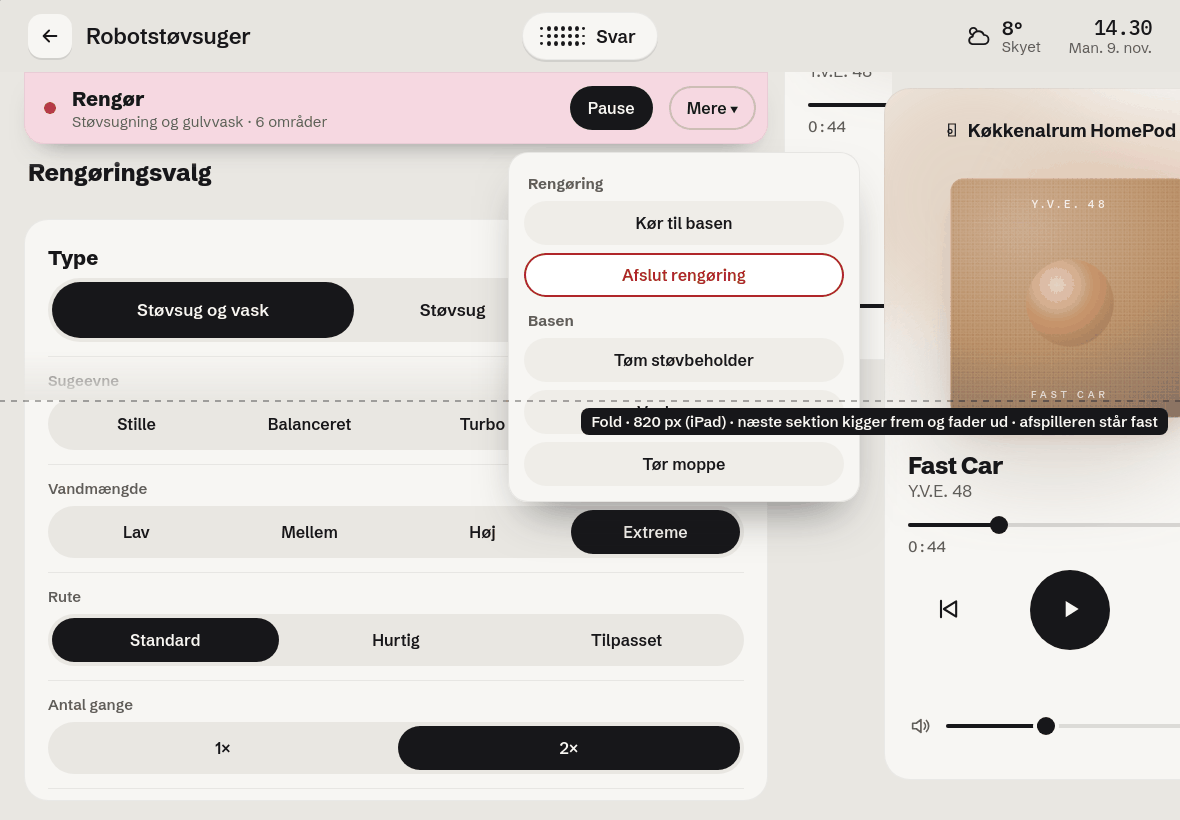 Robotstøvsuger
Svar
8°
Skyet
14.30
Man. 9. nov.
Rengør
Støvsugning og gulvvask · 6 områder
Pause
Mere ▾
Y.V.E. 48
0:44
Køkkenalrum HomePod
Rengøringsvalg
Rengøring
Kør til basen
Afslut rengøring
Basen
Tøm støvbeholder
Tør moppe
Type
Støvsug og vask
Støvsug
Sugeevne
Stille
Balanceret
Turbo
Y.V.E. 48
FAST CAR
Fold · 820 px (iPad) · næste sektion kigger frem og fader ud · afspilleren står fast
Vandmængde
Lav
Mellem
Høj
Extreme
Fast Car
Y.V.E. 48
0:44
Rute
Standard
Hurtig
Tilpasset
Antal gange
1×
2×